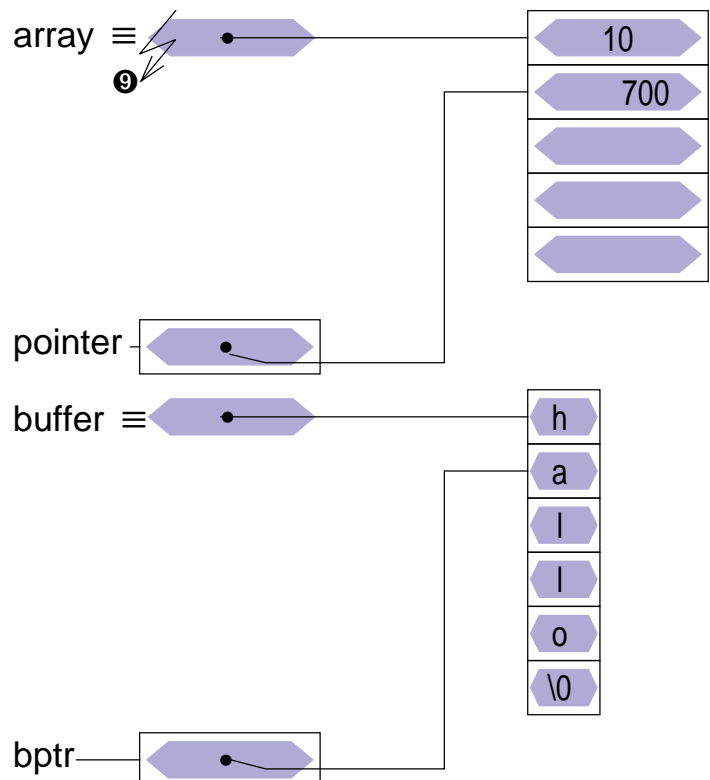 array ≡
10
❾
700
pointer
buffer ≡
h
a
l
l
o
\0
bptr